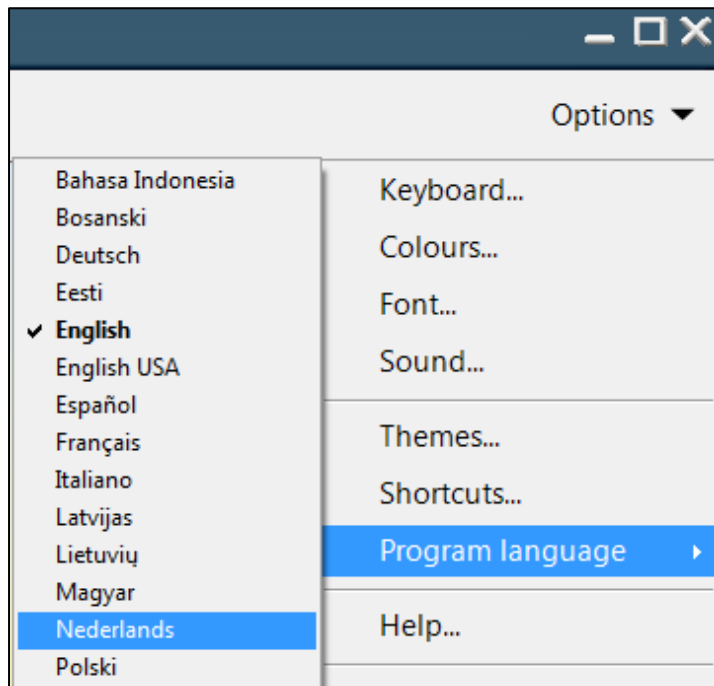 Options
Bahasa Indonesia
Bosanski
Deutsch
Eesti
English
English USA
Español
Français
Italiano
Latvijas
Lietuvių
Magyar
Nederlands
Polski
Keyboard...
Colours...
Font...
Sound...
Themes...
Shortcuts...
Program language
Help...